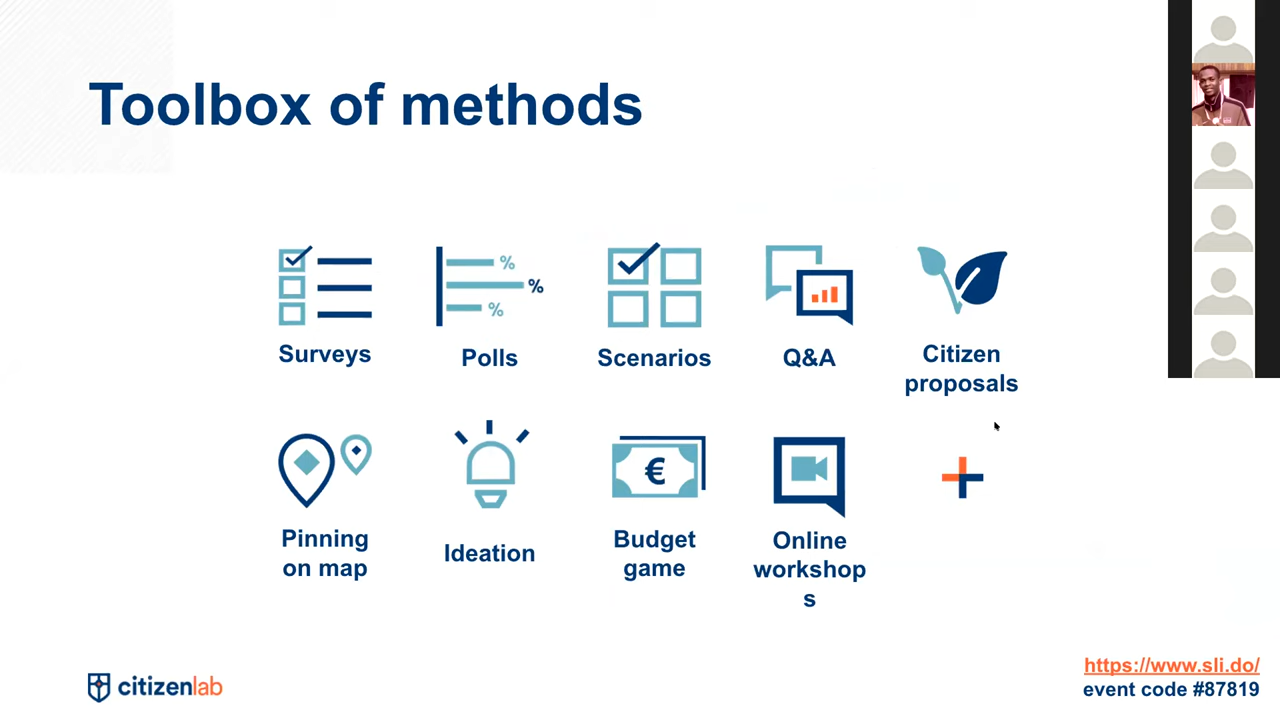 Toolbox of methods
%
%
%
Surveys
Polls
Scenarios
Q&A
Citizen
proposals
€
Pinning
on map
Ideation
Budget
game
Online
workshop
s
citizenlab
https://www.sli.do/
event code #87819